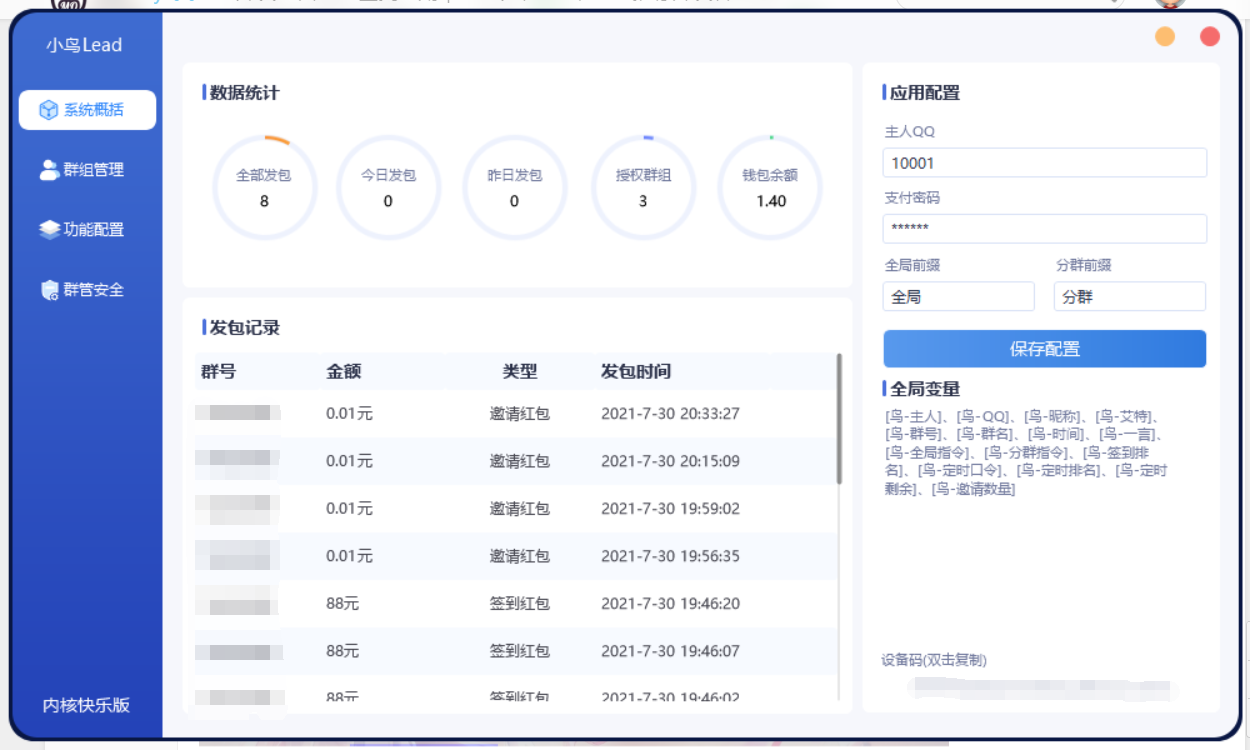 小鸟Lead
系统概括
群组管理
功能配置
群管安全
内核快乐版
数据统计
全部发包
8
今日发包
0
昨日发包
0
授权群组
3
钱包余额
1.40
发包记录
群号 金额 类型 发包时间
0.01元 邀请红包 2021-7-30 20:33:27
0.01元 邀请红包 2021-7-30 20:15:09
0.01元 邀请红包 2021-7-30 19:59:02
0.01元 邀请红包 2021-7-30 19:56:35
88元 签到红包 2021-7-30 19:46:20
88元 签到红包 2021-7-30 19:46:07
88元 签到红包 2021-7-30 19:46:02
应用配置
主人QQ
10001
支付密码
******
全局前缀 分群前缀
全局 分群
保存配置
全局变量
[鸟-主人]、[鸟-QQ]、[鸟-昵称]、[鸟-艾特]、
[鸟-群号]、[鸟-群名]、[鸟-时间]、[鸟-一言]、
[鸟-全局指令]、[鸟-分群指令]、[鸟-签到排
名]、[鸟-定时口令]、[鸟-定时排名]、[鸟-定时
剩余]、[鸟-邀请数量]
设备码(双击复制)